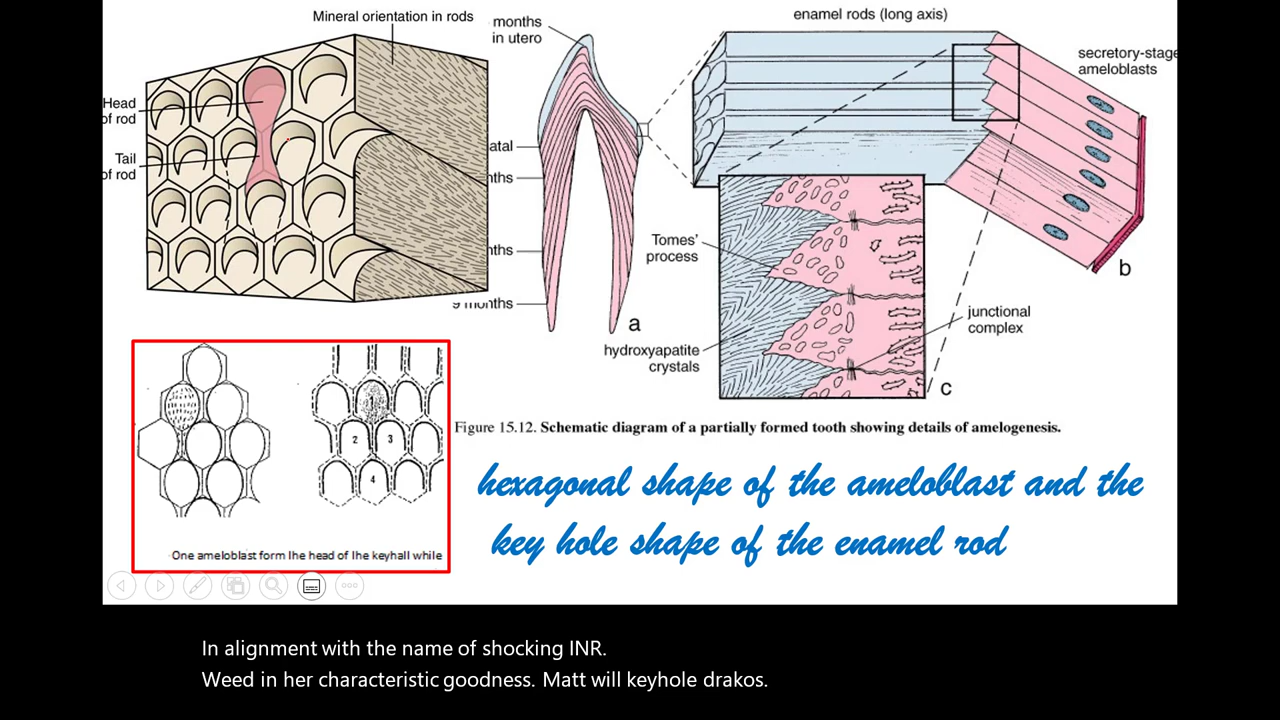 Mineral orientation in rods
Head
of rod
Tail
of rod
months
in utero
natal
months
months
9 months
a
enamel rods (long axis)
secretory-stage
ameloblasts
b
Tomes'
process
hydroxyapatite
crystals
junctional
complex
c
Figure 15.12. Schematic diagram of a partially formed tooth showing details of amelogenesis.
1
2 3
4
One ameloblast form lhe head of lhe keyhall while
hexagonal shape of the ameloblast and the
key hole shape of the enamel rod
In alignment with the name of shocking INR.
Weed in her characteristic goodness. Matt will keyhole drakos.